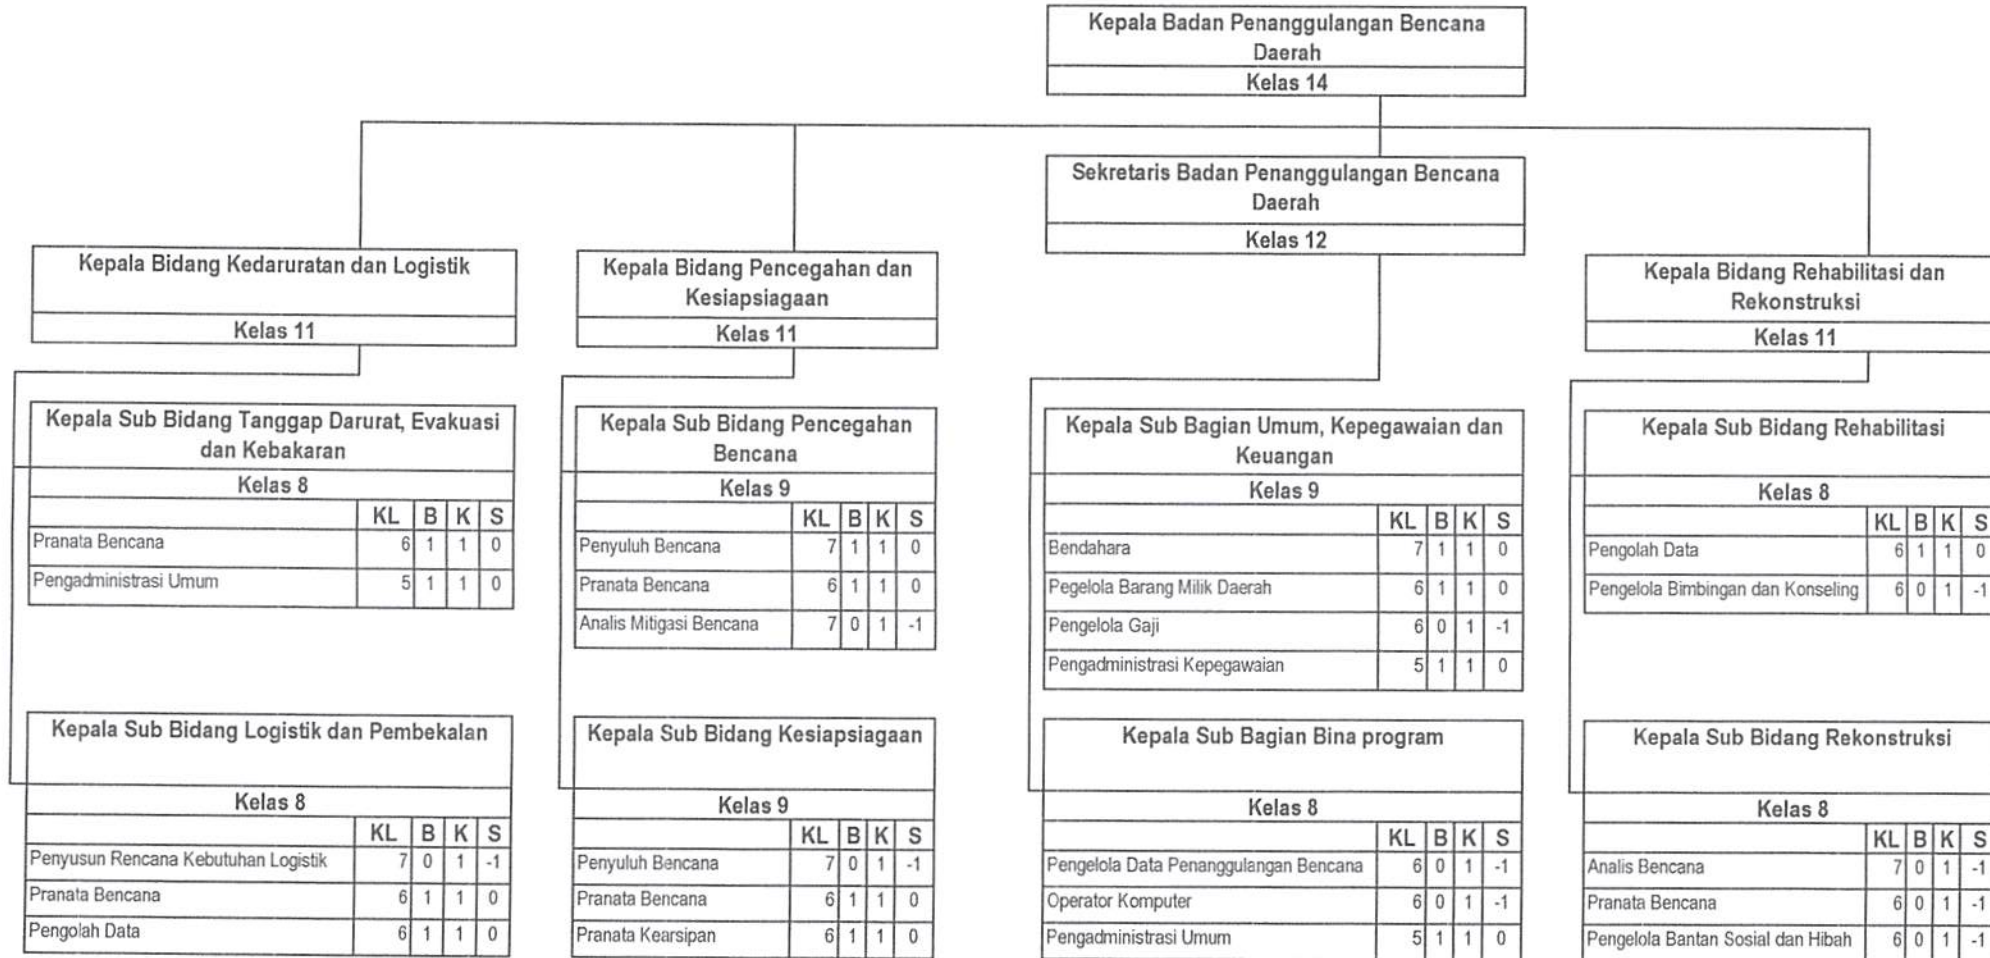 Kepala Badan Penanggulangan Bencana
Daerah
Kelas 14
Sekretaris Badan Penanggulangan Bencana
Daerah
Kelas 12
Kepala Bidang Kedaruratan dan Logistik
Kelas 11
Kepala Bidang Pencegahan dan
Kesiapsiagaan
Kelas 11
Kepala Bidang Rehabilitasi dan
Rekonstruksi
Kelas 11
Kepala Sub Bidang Tanggap Darurat, Evakuasi
dan Kebakaran
Kelas 8
KL B K S
Pranata Bencana 6 1 1 0
Pengadministrasi Umum 5 1 1 0
Kepala Sub Bidang Pencegahan
Bencana
Kelas 9
KL B K S
Penyuluh Bencana 7 1 1 0
Pranata Bencana 6 1 1 0
Analis Mitigasi Bencana 7 0 1 -1
Kepala Sub Bagian Umum, Kepegawaian dan
Keuangan
Kelas 9
KL B K S
Bendahara 7 1 1 0
Pegelola Barang Milik Daerah 6 1 1 0
Pengelola Gaji 6 0 1 -1
Pengadministrasi Kepegawaian 5 1 1 0
Kepala Sub Bidang Rehabilitasi
Kelas 8
KL B K S
Pengolah Data 6 1 1 0
Pengelola Bimbingan dan Konseling 6 0 1 -1
Kepala Sub Bidang Logistik dan Pembekalan
Kelas 8
KL B K S
Penyusun Rencana Kebutuhan Logistik 7 0 1 -1
Pranata Bencana 6 1 1 0
Pengolah Data 6 1 1 0
Kepala Sub Bidang Kesiapsiagaan
Kelas 9
KL B K S
Penyuluh Bencana 7 0 1 -1
Pranata Bencana 6 1 1 0
Pranata Kearsipan 6 1 1 0
Kepala Sub Bagian Bina program
Kelas 8
KL B K S
Pengelola Data Penanggulangan Bencana 6 0 1 -1
Operator Komputer 6 0 1 -1
Pengadministrasi Umum 5 1 1 0
Kepala Sub Bidang Rekonstruksi
Kelas 8
KL B K S
Analis Bencana 7 0 1 -1
Pranata Bencana 6 0 1 -1
Pengelola Bantan Sosial dan Hibah 6 0 1 -1